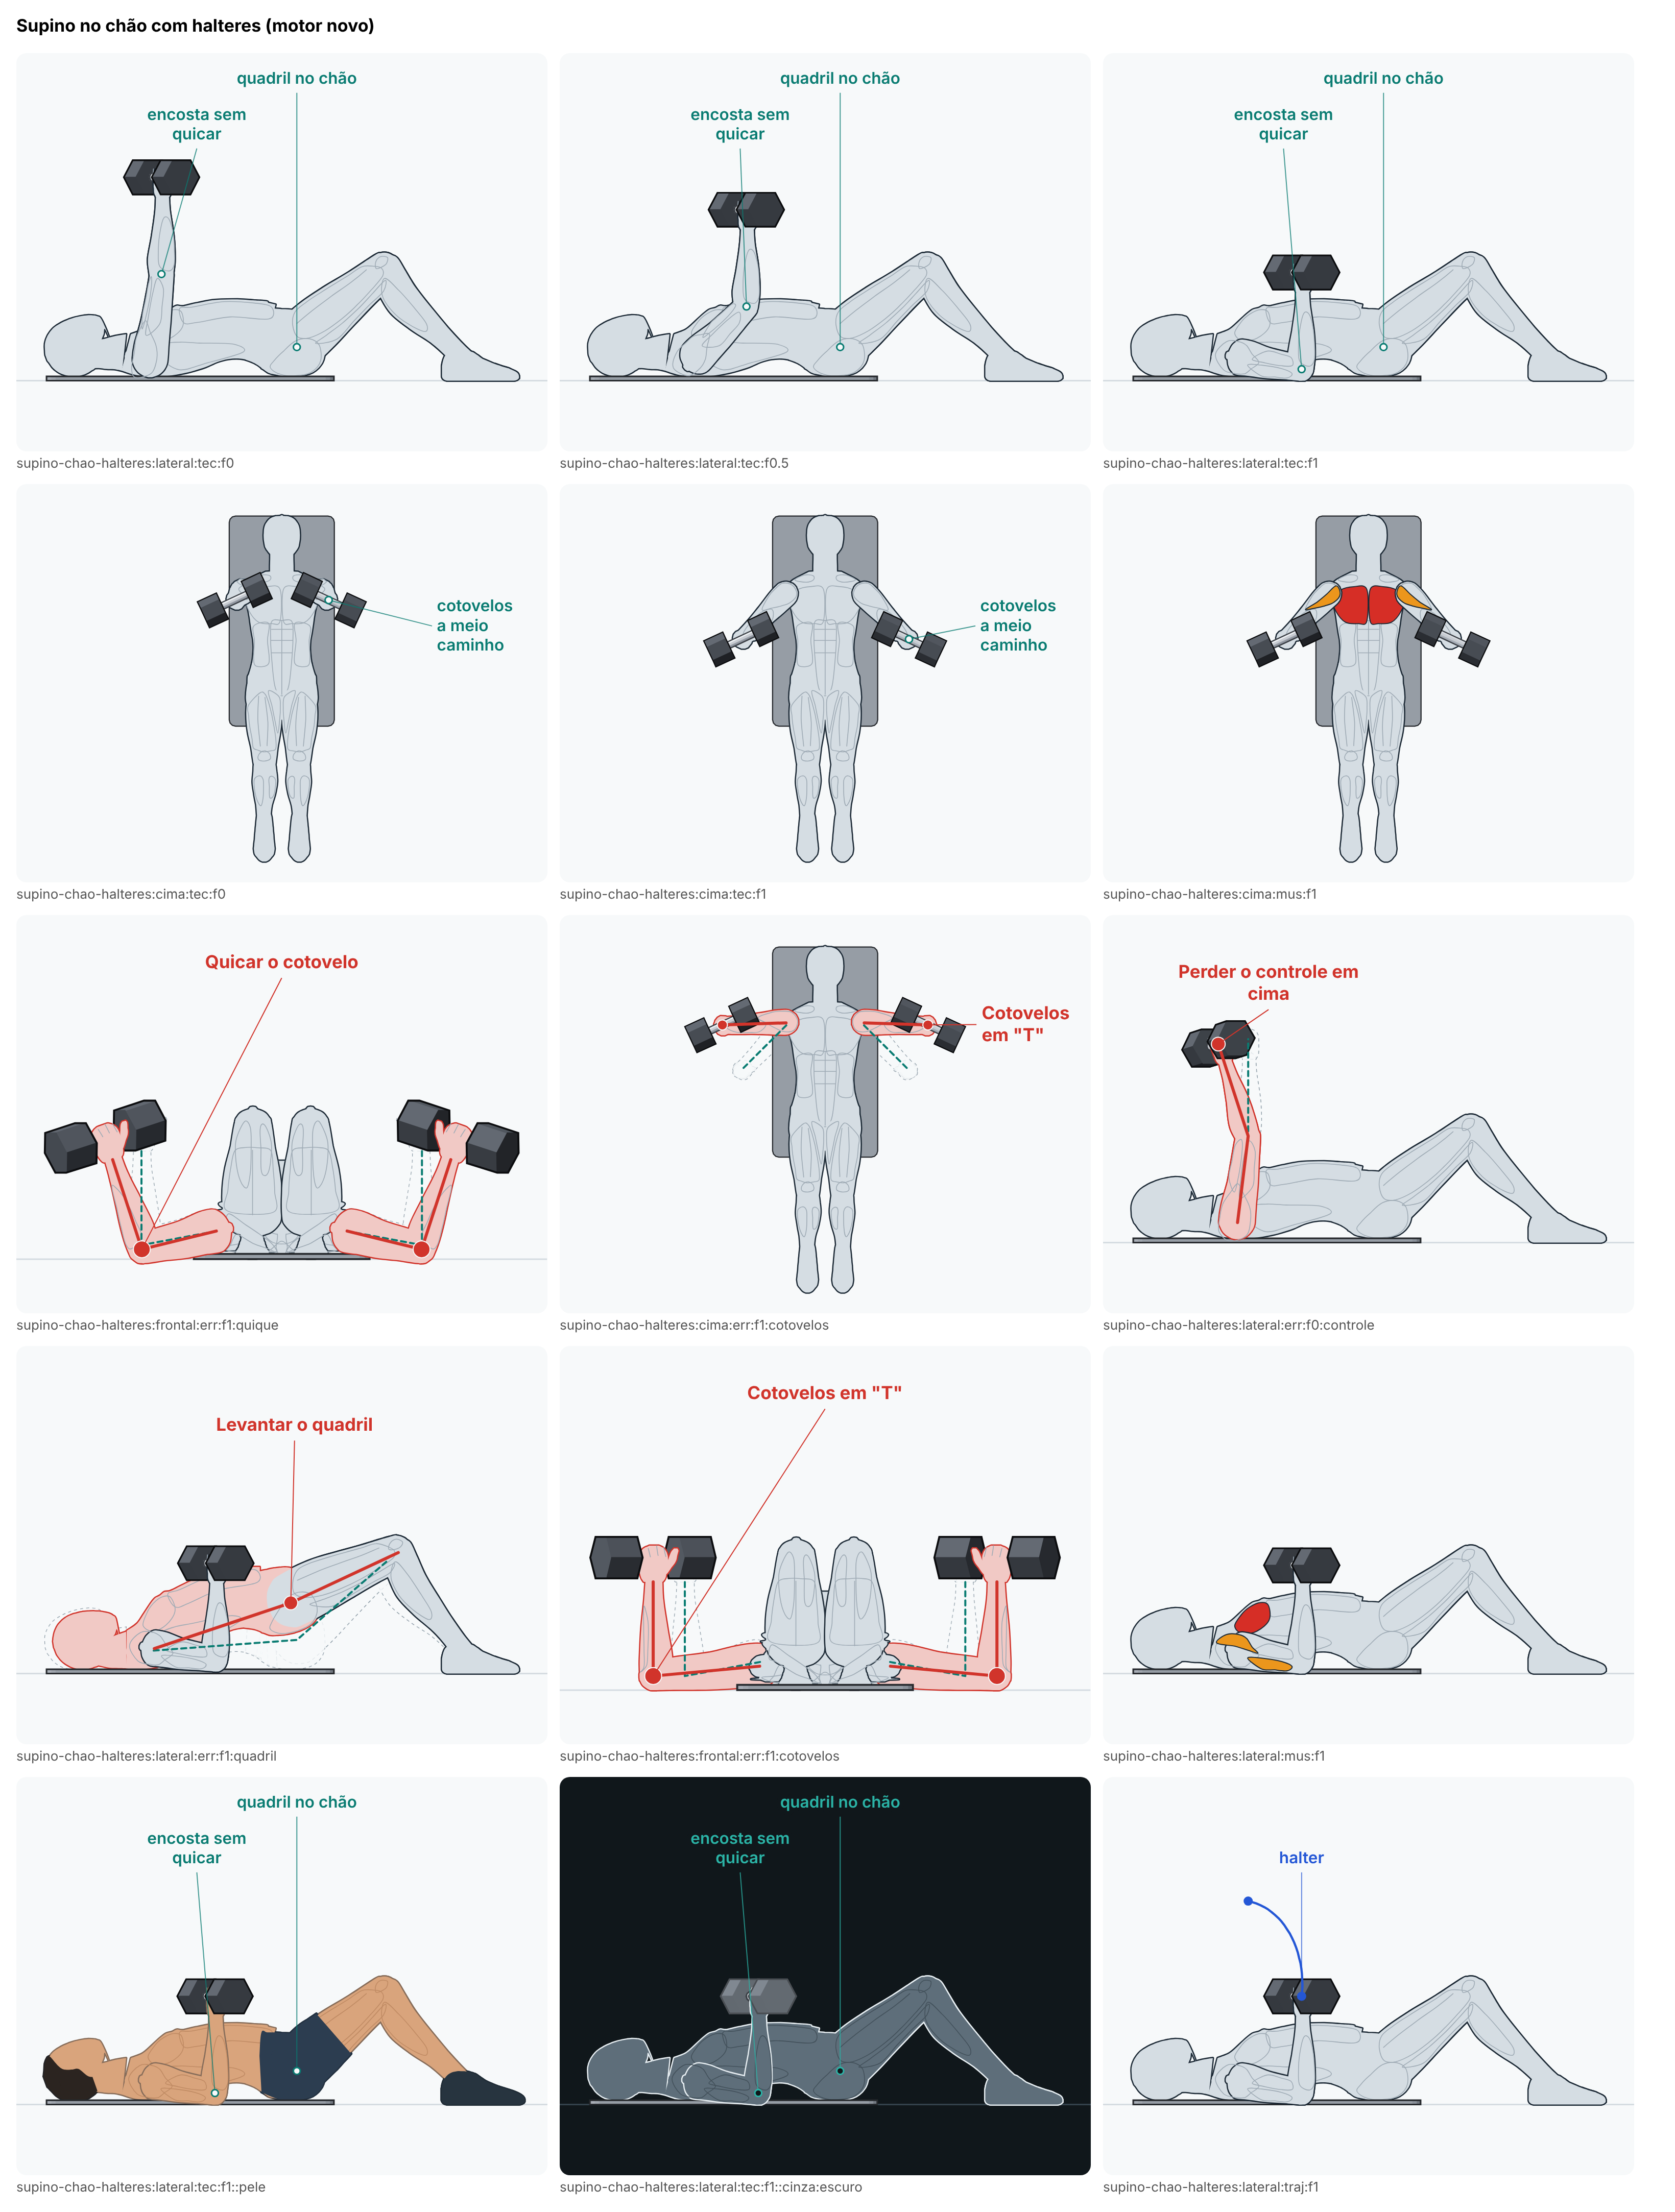 Supino no chão com halteres (motor novo)
quadril no chão
encosta sem
quicar
supino-chao-halteres:lateral:tec:f0
quadril no chão
encosta sem
quicar
supino-chao-halteres:lateral:tec:f0.5
quadril no chão
encosta sem
quicar
supino-chao-halteres:lateral:tec:f1
cotovelos
a meio
caminho
supino-chao-halteres:cima:tec:f0
cotovelos
a meio
caminho
supino-chao-halteres:cima:tec:f1
supino-chao-halteres:cima:mus:f1
Quicar o cotovelo
supino-chao-halteres:frontal:err:f1:quique
Cotovelos
em "T"
supino-chao-halteres:cima:err:f1:cotovelos
Perder o controle em
cima
supino-chao-halteres:lateral:err:f0:controle
Levantar o quadril
supino-chao-halteres:lateral:err:f1:quadril
Cotovelos em "T"
supino-chao-halteres:frontal:err:f1:cotovelos
supino-chao-halteres:lateral:mus:f1
quadril no chão
encosta sem
quicar
supino-chao-halteres:lateral:tec:f1::pele
quadril no chão
encosta sem
quicar
supino-chao-halteres:lateral:tec:f1::cinza:escuro
halter
supino-chao-halteres:lateral:traj:f1